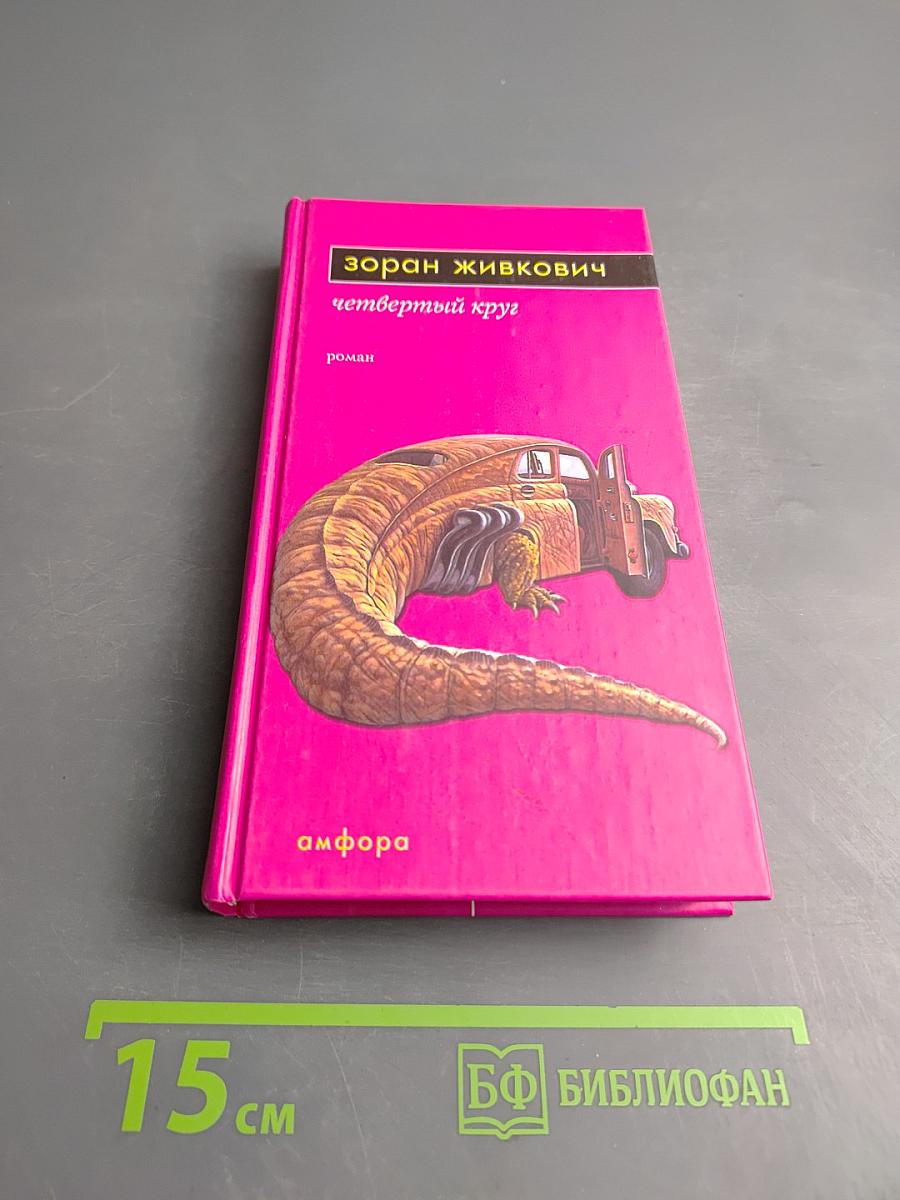 зоран живкович
четвертый круг
роман
амфора
15 см
БФ БИБЛИОФАН